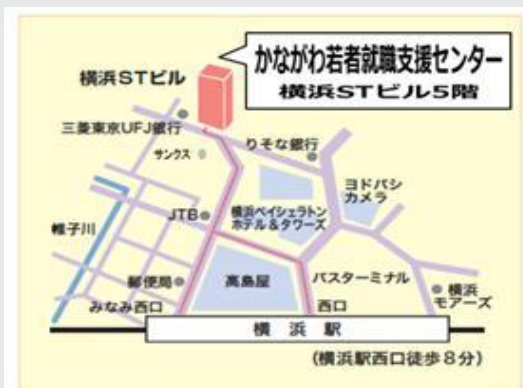 かながわ若者就職支援センター
横浜STビル5階
横浜STビル
三菱東京UFJ銀行
りそな銀行
サンクス
ヨドバシ
カメラ
JTB
横浜ベイシェラトン
ホテル&タワーズ
帷子川
郵便局
高島屋
バスターミナル
横浜
モアーズ
みなみ西口
西口
横浜駅
(横浜駅西口徒歩8分)